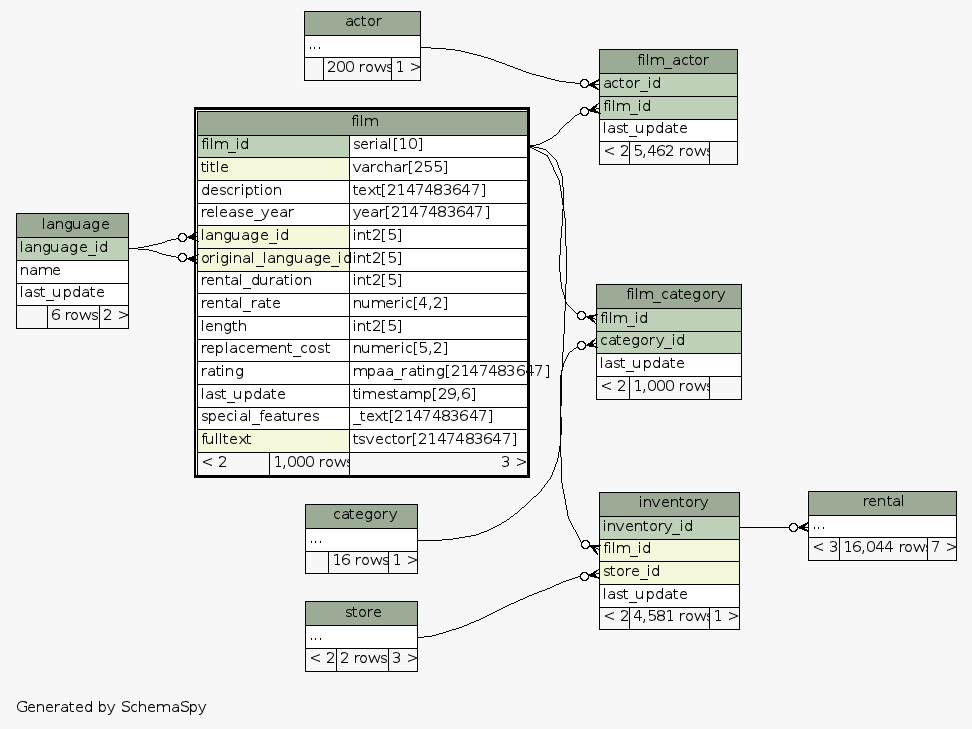 actor
...
200 rows 1 >
film_actor
actor_id
film_id
last_update
< 2 5,462 rows
film
film_id serial[10]
title varchar[255]
description text[2147483647]
release_year year[2147483647]
language_id int2[5]
original_language_id int2[5]
rental_duration int2[5]
rental_rate numeric[4,2]
length int2[5]
replacement_cost numeric[5,2]
rating mpaa_rating[2147483647]
last_update timestamp[29,6]
special_features _text[2147483647]
fulltext tsvector[2147483647]
< 2 1,000 rows 3 >
language
language_id
name
last_update
6 rows 2 >
film_category
film_id
category_id
last_update
< 2 1,000 rows
category
...
16 rows 1 >
inventory
inventory_id
film_id
store_id
last_update
< 2 4,581 rows 1 >
rental
...
< 3 16,044 rows 7 >
store
...
< 2 2 rows 3 >
Generated by SchemaSpy